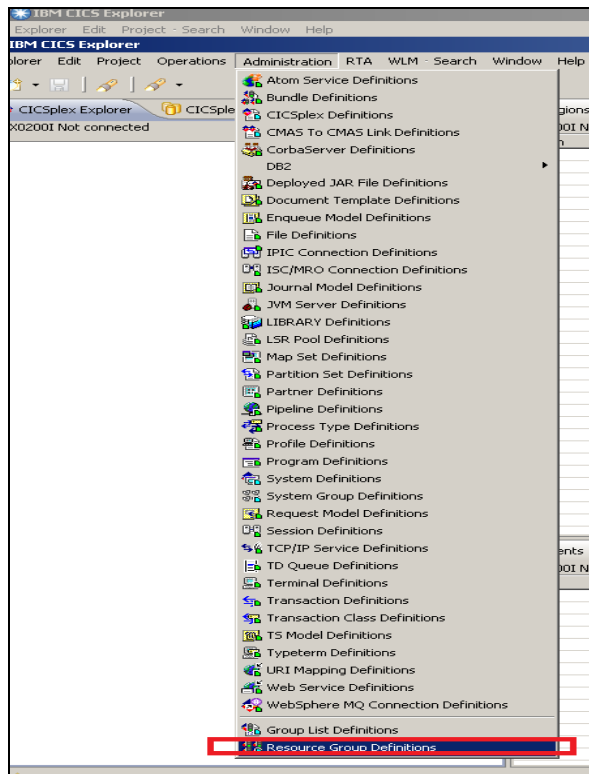 IBM CICS Explorer
Explorer Edit Project Search Window Help
IBM CICS Explorer
plorer Edit Project Operations Administration RTA WLM Search Window Help
CICSplex Explorer CICSple
X0200I Not connected
gions
00I N
Atom Service Definitions
Bundle Definitions
CICSplex Definitions
CMAS To CMAS Link Definitions
CorbaServer Definitions
DB2
Deployed JAR File Definitions
Document Template Definitions
Enqueue Model Definitions
File Definitions
IPIC Connection Definitions
ISC/MRO Connection Definitions
Journal Model Definitions
JVM Server Definitions
LIBRARY Definitions
LSR Pool Definitions
Map Set Definitions
Partition Set Definitions
Partner Definitions
Pipeline Definitions
Process Type Definitions
Profile Definitions
Program Definitions
System Definitions
System Group Definitions
Request Model Definitions
Session Definitions
TCP/IP Service Definitions
ents
TD Queue Definitions
00I N
Terminal Definitions
Transaction Definitions
Transaction Class Definitions
TS Model Definitions
Typeterm Definitions
URI Mapping Definitions
Web Service Definitions
WebSphere MQ Connection Definitions
Group List Definitions
Resource Group Definitions